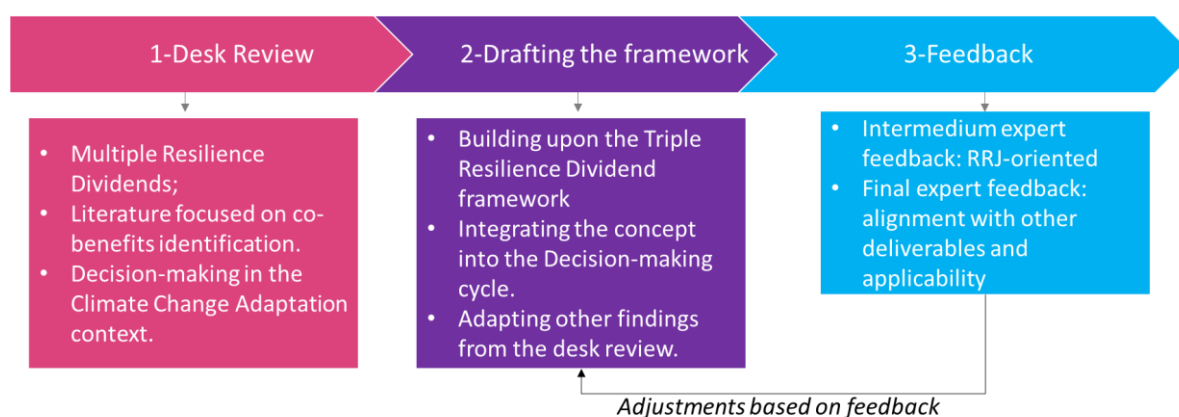 1-Desk Review
2-Drafting the framework
3-Feedback
• Multiple Resilience
Dividends;
• Literature focused on co-
benefits identification.
• Decision-making in the
Climate Change Adaptation
context.
• Building upon the Triple
Resilience Dividend
framework
• Integrating the concept
into the Decision-making
cycle.
• Adapting other findings
from the desk review.
• Intermedium expert
feedback: RRJ-oriented
• Final expert feedback:
alignment with other
deliverables and
applicability
Adjustments based on feedback